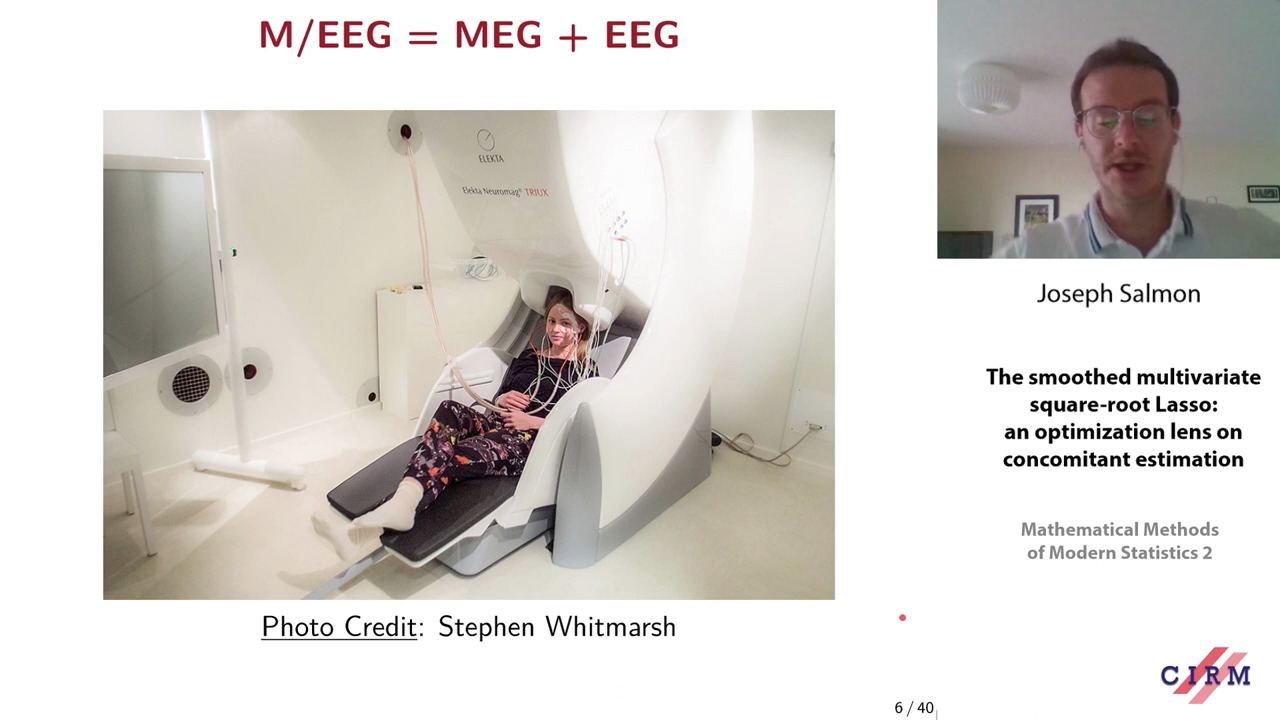 M/EEG = MEG + EEG
ELEKTA
Elekta Neuromag® TRIUX
Photo Credit: Stephen Whitmarsh
6 / 40
Joseph Salmon
The smoothed multivariate
square-root Lasso:
an optimization lens on
concomitant estimation
Mathematical Methods
of Modern Statistics 2
CIRM